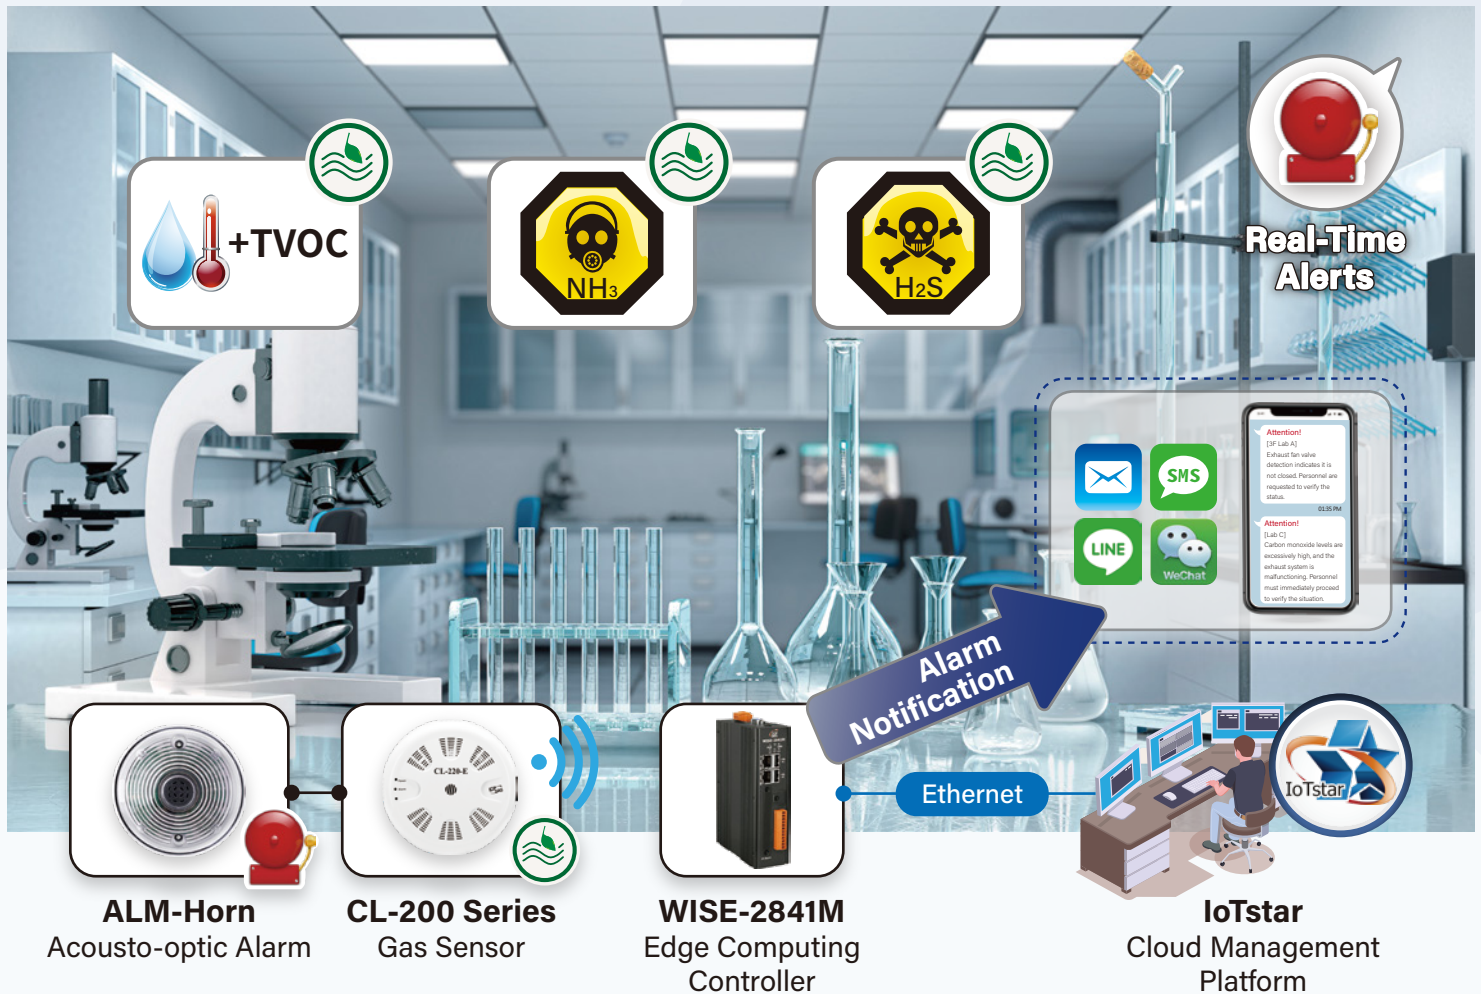 +TVOC
NH3
H2S
Real-Time
Alerts
Attention!
[3F Lab A]
Exhaust fan valve
detection indicates it is
not closed. Personnel are
requested to verify the
status.
01:35 PM
Attention!
[Lab C]
Carbon monoxide levels are
excessively high, and the
exhaust system is
malfunctioning. Personnel
must immediately proceed
to verify the situation.
SMS
LINE
WeChat
Alarm
Notification
CL-220-E
Ethernet
IoTstar
ALM-Horn
Acousto-optic Alarm
CL-200 Series
Gas Sensor
WISE-2841M
Edge Computing
Controller
IoTstar
Cloud Management
Platform